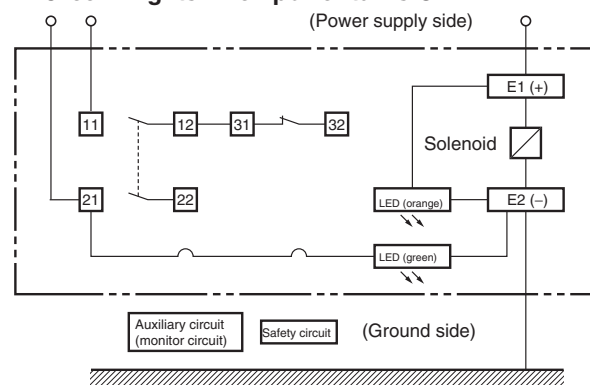 (Power supply side)
E1 (+)
11
12
31
32
Solenoid
21
22
LED (orange)
E2 (−)
LED (green)
Auxiliary circuit
(monitor circuit)
Safety circuit
(Ground side)